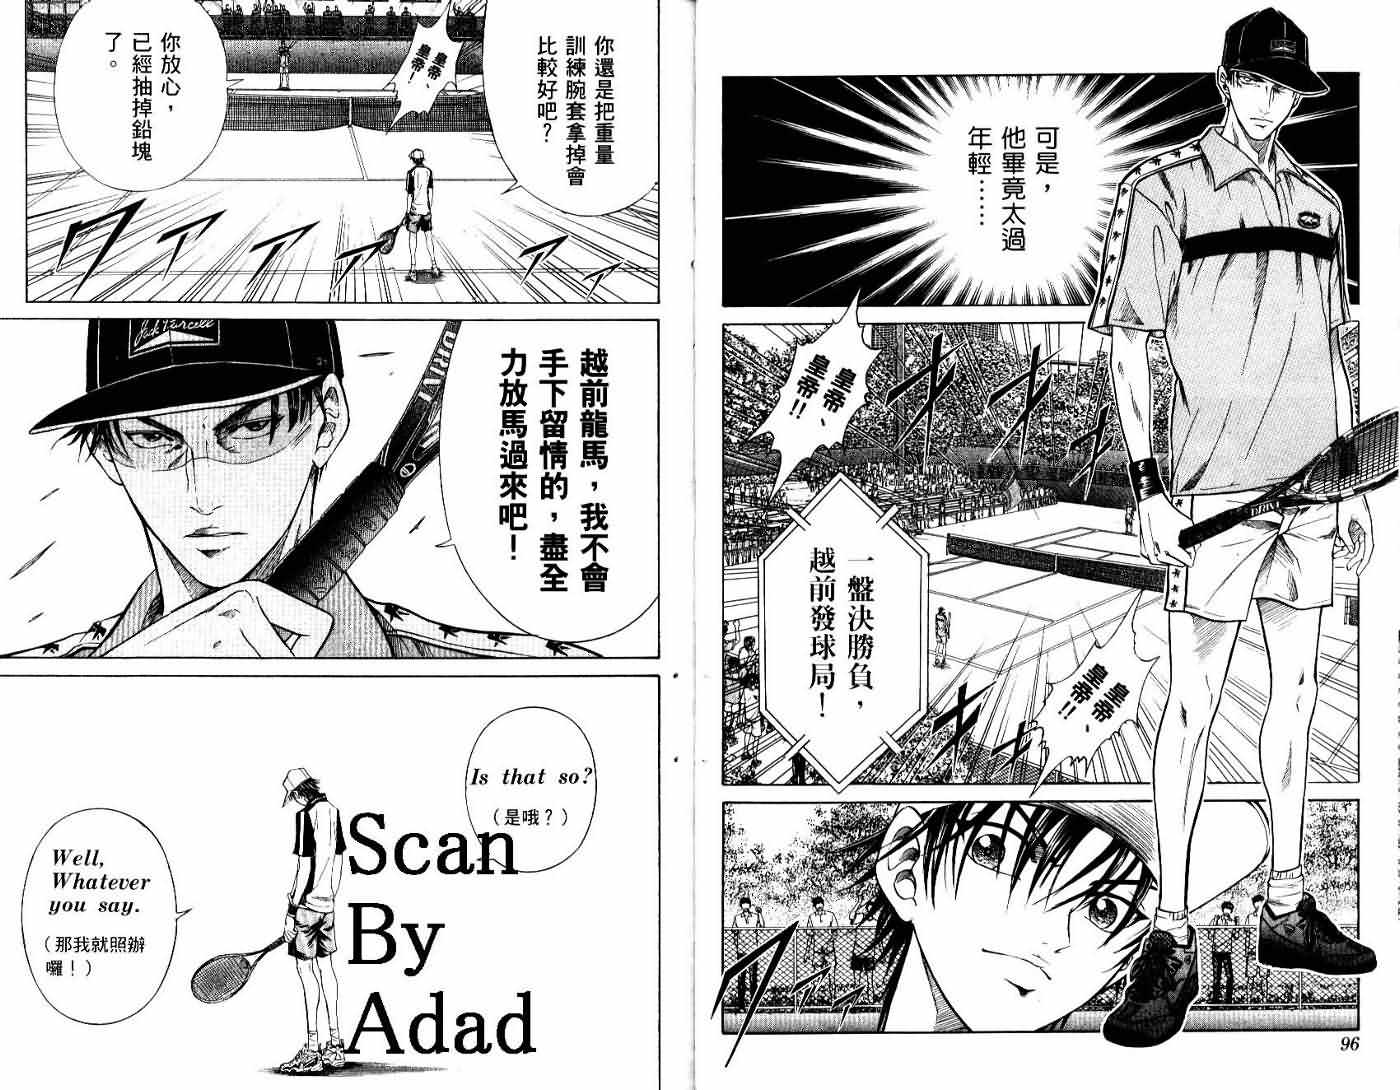 可是，
他畢竟太過
年輕……
皇帝、
皇帝!!
一盤決勝負，
越前發球局！
皇帝、
皇帝!!
96
你還是把重量
訓練腕套拿掉會
比較好吧？
皇帝、
皇帝！
你放心，
已經抽掉鉛塊
了。
越前龍馬，我不會
手下留情的，盡全
力放馬過來吧！
Jack Purcell
Is that so?
（是哦？）
Well,
Whatever
you say.
（那我就照辦
囉！）
Scan
By
Adad